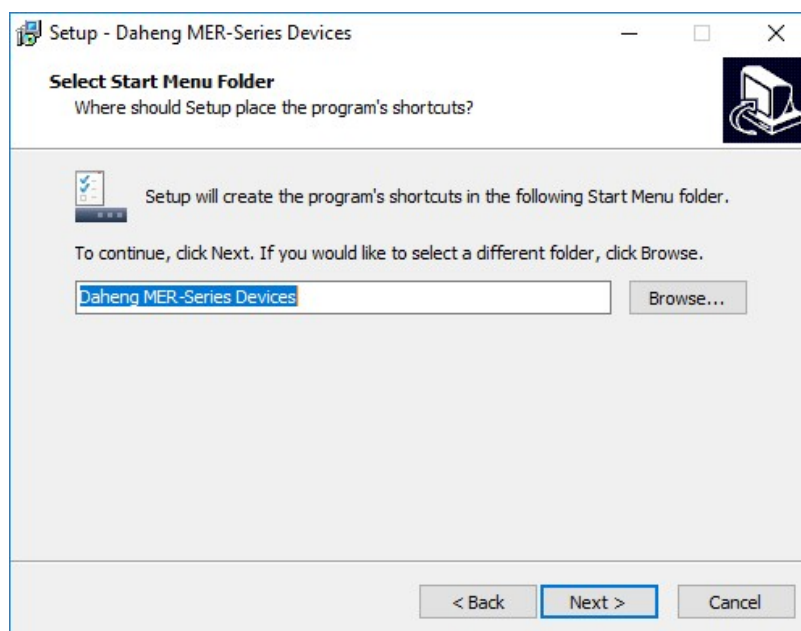 Setup - Daheng MER-Series Devices
Select Start Menu Folder
Where should Setup place the program's shortcuts?
Setup will create the program's shortcuts in the following Start Menu folder.
To continue, click Next. If you would like to select a different folder, click Browse.
Daheng MER-Series Devices
Browse...
< Back
Next >
Cancel